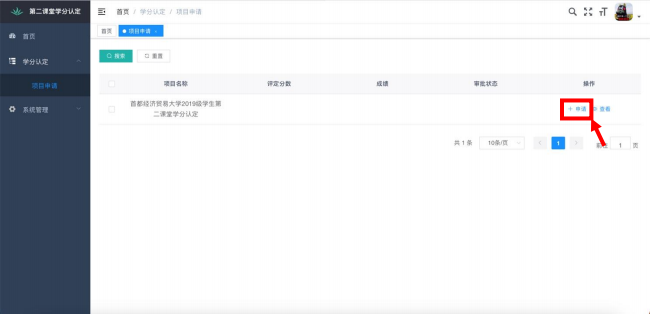 第二课堂学分认定
首页
学分认定
项目申请
系统管理
首页 / 学分认定 / 项目申请
首页
项目申请 ×
搜索
重置
项目名称 评定分数 成绩 审批状态 操作
首都经济贸易大学2019级学生第
二课堂学分认定
+ 申请 查看
共 1 条 10条/页 1 1 页